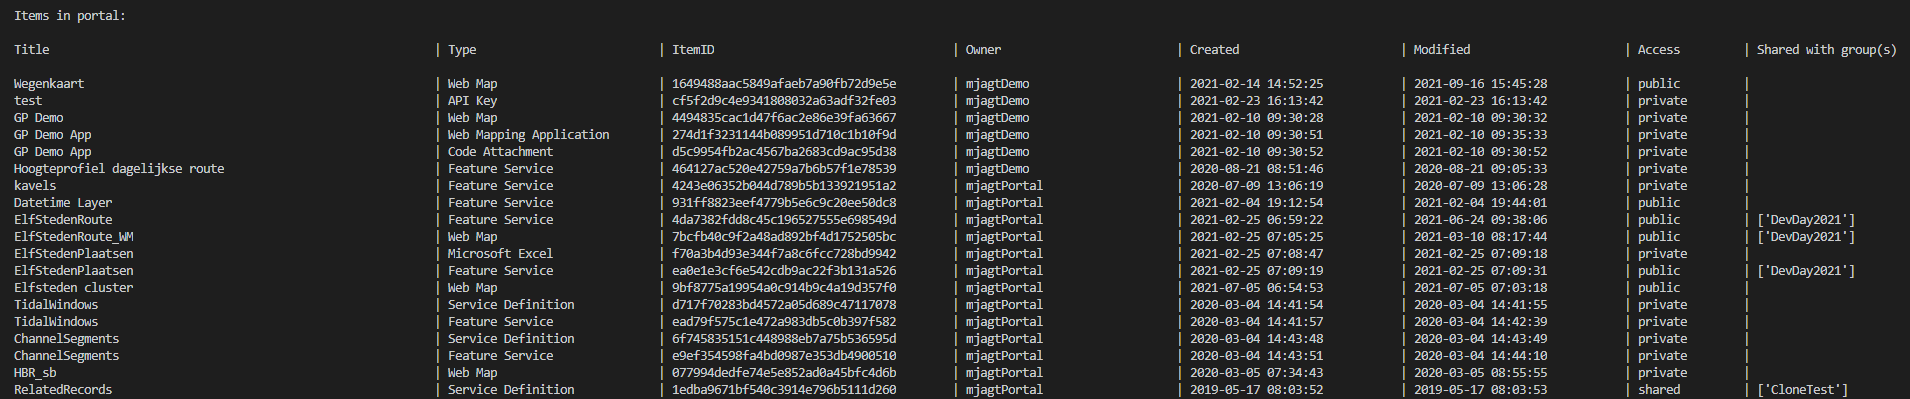 Items in portal:
Title | Type | ItemID | Owner | Created | Modified | Access | Shared with group(s)
Wegenkaart | Web Map | 1649488aac5849afaeb7a90fb72d9e5e | mjagtDemo | 2021-02-14 14:52:25 | 2021-09-16 15:45:28 | public |
test | API Key | cf5f2d9c4e9341808032a63adf32fe03 | mjagtDemo | 2021-02-23 16:13:42 | 2021-02-23 16:13:42 | private |
GP Demo | Web Map | 4494835cac1d47f6ac2e86e39fa63667 | mjagtDemo | 2021-02-10 09:30:28 | 2021-02-10 09:30:32 | private |
GP Demo App | Web Mapping Application | 274d1f3231144b089951d710c1b10f9d | mjagtDemo | 2021-02-10 09:30:51 | 2021-02-10 09:35:33 | private |
GP Demo App | Code Attachment | d5c9954fb2ac4567ba2683cd9ac95d38 | mjagtDemo | 2021-02-10 09:30:52 | 2021-02-10 09:30:52 | private |
Hoogteprofiel dagelijkse route | Feature Service | 464127ac520e42759a7b6b57f1e78539 | mjagtDemo | 2020-08-21 08:51:46 | 2020-08-21 09:05:33 | private |
kavels | Feature Service | 4243e06352b044d789b5b133921951a2 | mjagtPortal | 2020-07-09 13:06:19 | 2020-07-09 13:06:28 | private |
Datetime Layer | Feature Service | 931ff8823eef4779b5e6c9c20ee50dc8 | mjagtPortal | 2021-02-04 19:12:54 | 2021-02-04 19:44:01 | public |
ElfStedenRoute | Feature Service | 4da7382fdd8c45c196527555e698549d | mjagtPortal | 2021-02-25 06:59:22 | 2021-06-24 09:38:06 | public | ['DevDay2021']
ElfStedenRoute_WM | Web Map | 7bcfb40c9f2a48ad892bf4d1752505bc | mjagtPortal | 2021-02-25 07:05:25 | 2021-03-10 08:17:44 | public | ['DevDay2021']
ElfStedenPlaatsen | Microsoft Excel | f70a3b4d93e344f7a8c6fcc728bd9942 | mjagtPortal | 2021-02-25 07:08:47 | 2021-02-25 07:09:18 | private |
ElfStedenPlaatsen | Feature Service | ea0e1e3cf6e542cdb9ac22f3b131a526 | mjagtPortal | 2021-02-25 07:09:19 | 2021-02-25 07:09:31 | public | ['DevDay2021']
Elfsteden cluster | Web Map | 9bf8775a19954a0c914b9c4a19d357f0 | mjagtPortal | 2021-07-05 06:54:53 | 2021-07-05 07:03:18 | public |
TidalWindows | Service Definition | d717f70283bd4572a05d689c47117078 | mjagtPortal | 2020-03-04 14:41:54 | 2020-03-04 14:41:55 | private |
TidalWindows | Feature Service | ead79f575c1e472a983db5c0b397f582 | mjagtPortal | 2020-03-04 14:41:57 | 2020-03-04 14:42:39 | private |
ChannelSegments | Service Definition | 6f745835151c448988eb7a75b536595d | mjagtPortal | 2020-03-04 14:43:48 | 2020-03-04 14:43:49 | private |
ChannelSegments | Feature Service | e9ef354598fa4bd0987e353db4900510 | mjagtPortal | 2020-03-04 14:43:51 | 2020-03-04 14:44:10 | private |
HBR_sb | Web Map | 077994dedfe74e5e852ad0a45bfc4d6b | mjagtPortal | 2020-03-05 07:34:43 | 2020-03-05 08:55:55 | private |
RelatedRecords | Service Definition | 1edba9671bf540c3914e796b5111d260 | mjagtPortal | 2019-05-17 08:03:52 | 2019-05-17 08:03:53 | shared | ['CloneTest']